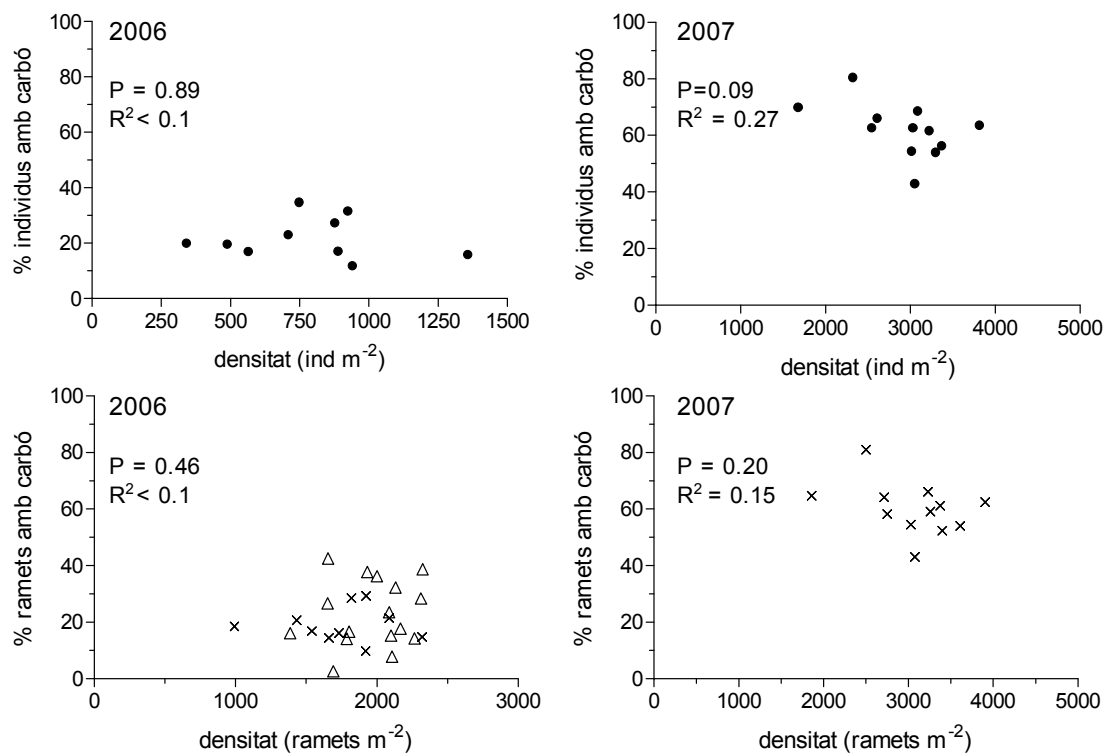 2006
P = 0.89
R²< 0.1
% individus amb carbó
100
80
60
40
20
0
0 250 500 750 1000 1250 1500
densitat (ind m⁻²)
2007
P=0.09
R² = 0.27
% individus amb carbó
100
80
60
40
20
0
0 1000 2000 3000 4000 5000
densitat (ind m⁻²)
2006
P = 0.46
R²< 0.1
% ramets amb carbó
100
80
60
40
20
0
0 1000 2000 3000
densitat (ramets m⁻²)
2007
P = 0.20
R² = 0.15
% ramets amb carbó
100
80
60
40
20
0
0 1000 2000 3000 4000 5000
densitat (ramets m⁻²)